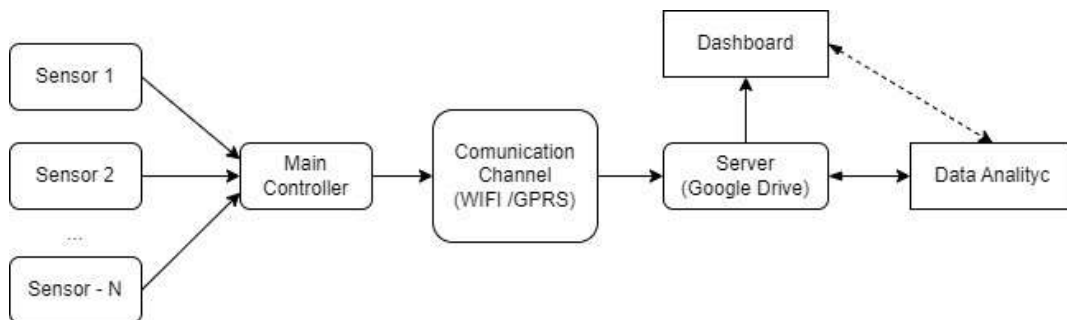 Sensor 1
Sensor 2
...
Sensor - N
Main
Controller
Comunication
Channel
(WIFI /GPRS)
Server
(Google Drive)
Dashboard
Data Analityc